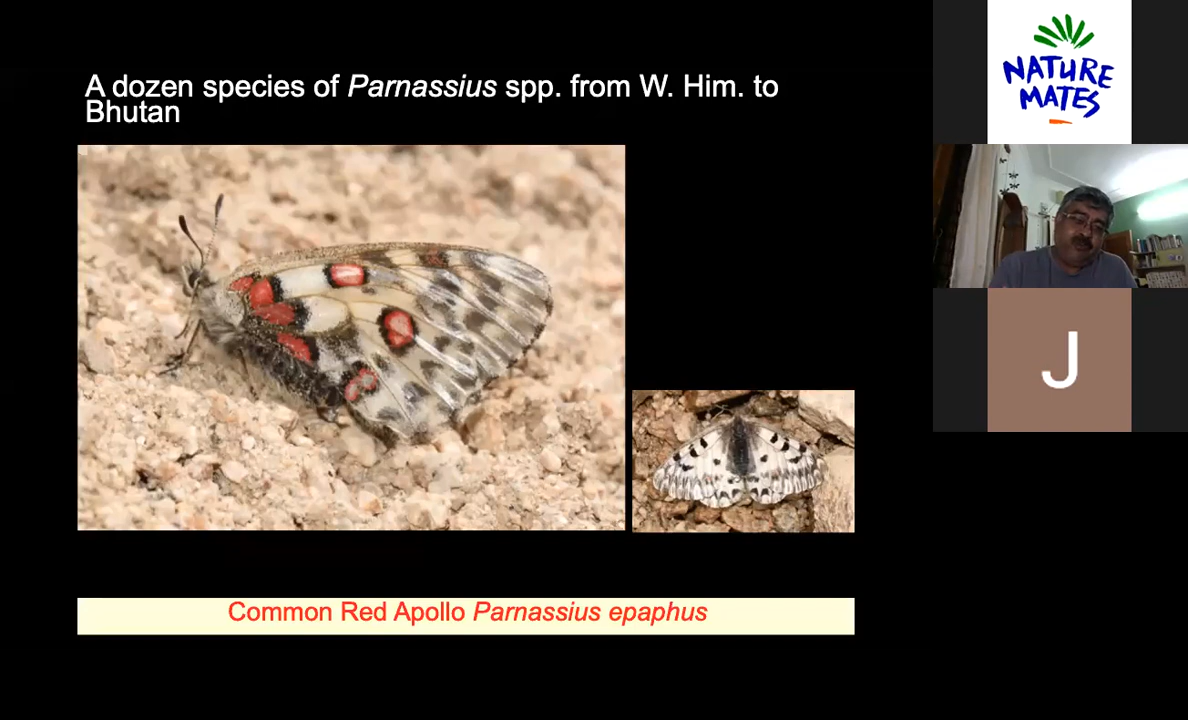 A dozen species of Parnassius spp. from W. Him. to
Bhutan
NATURE
MATES
J
Common Red Apollo Parnassius epaphus